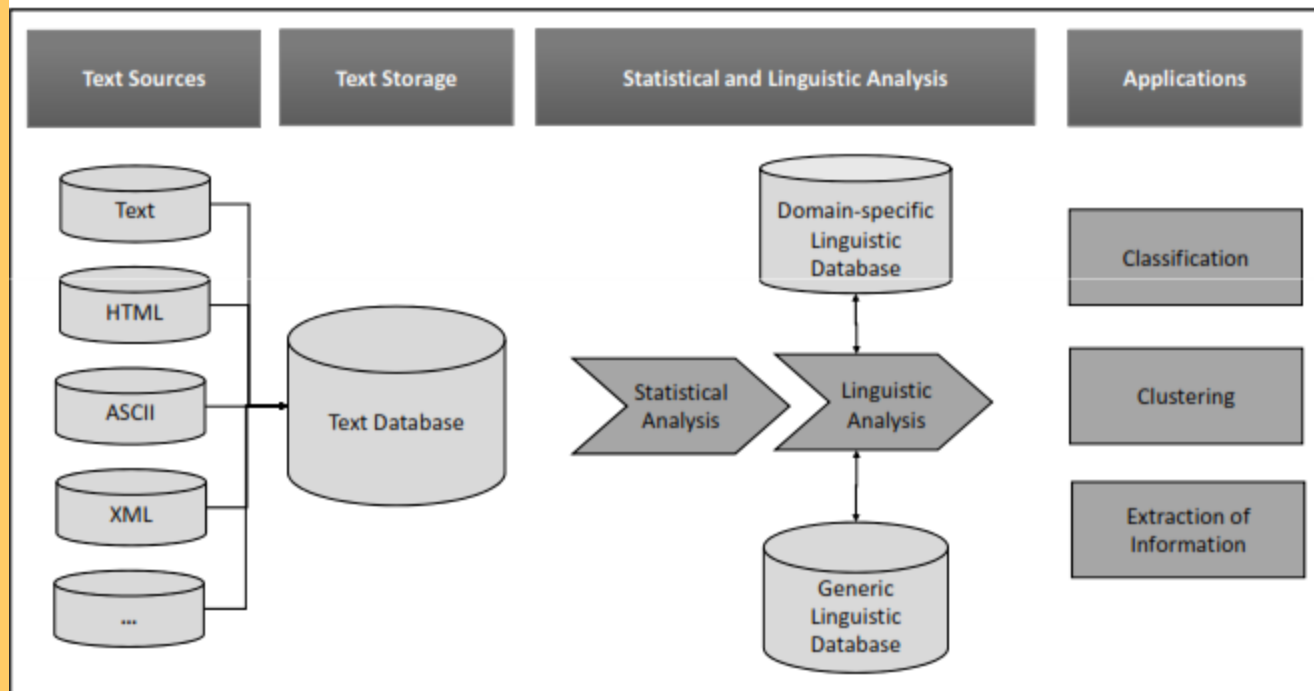 Text Sources
Text Storage
Statistical and Linguistic Analysis
Applications
Text
HTML
ASCII
XML
...
Text Database
Statistical
Analysis
Domain-specific
Linguistic
Database
Linguistic
Analysis
Generic
Linguistic
Database
Classification
Clustering
Extraction of
Information